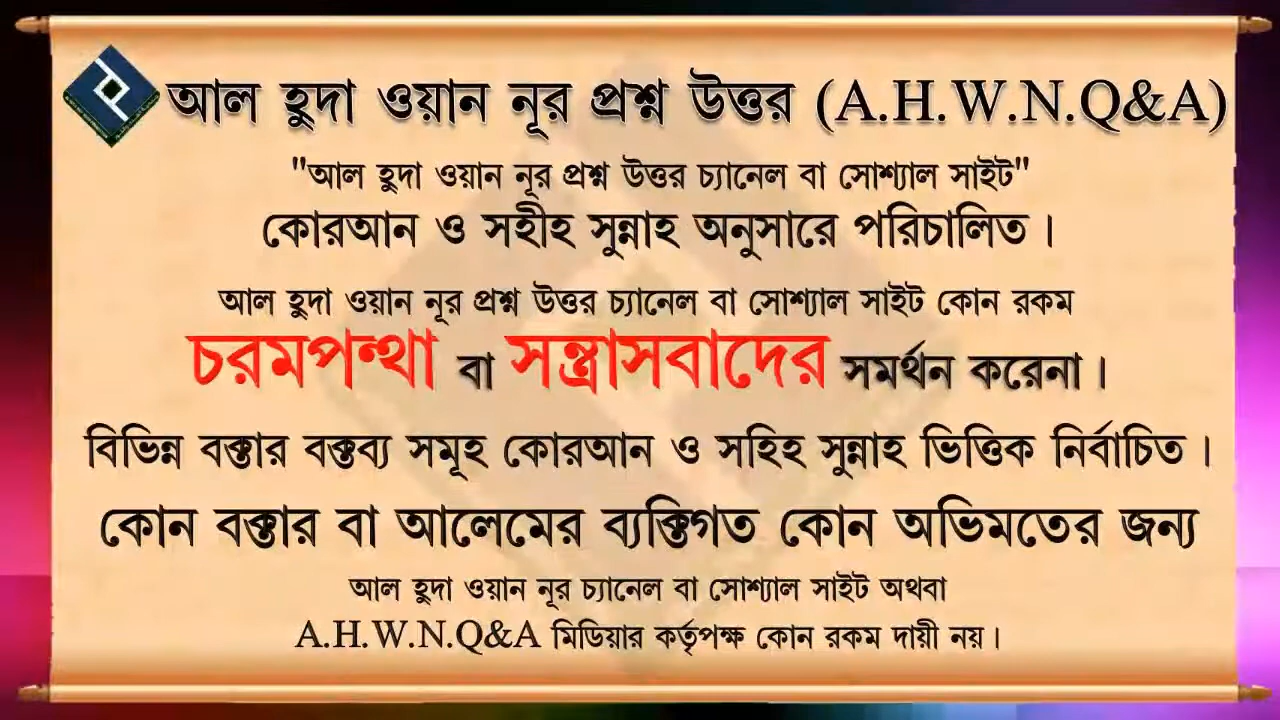 আল হুদা ওয়ান নূর প্রশ্ন উত্তর (A.H.W.N.Q&A)
"আল হুদা ওয়ান নূর প্রশ্ন উত্তর চ্যানেল বা সোশ্যাল সাইট"
কোরআন ও সহীহ সুন্নাহ অনুসারে পরিচালিত।
আল হুদা ওয়ান নূর প্রশ্ন উত্তর চ্যানেল বা সোশ্যাল সাইট কোন রকম
চরমপন্থা বা সন্ত্রাসবাদের সমর্থন করেনা।
বিভিন্ন বক্তার বক্তব্য সমূহ কোরআন ও সহিহ সুন্নাহ ভিত্তিক নির্বাচিত।
কোন বক্তার বা আলেমের ব্যক্তিগত কোন অভিমতের জন্য
আল হুদা ওয়ান নূর চ্যানেল বা সোশ্যাল সাইট অথবা
A.H.W.N.Q&A মিডিয়ার কর্তৃপক্ষ কোন রকম দায়ী নয়।